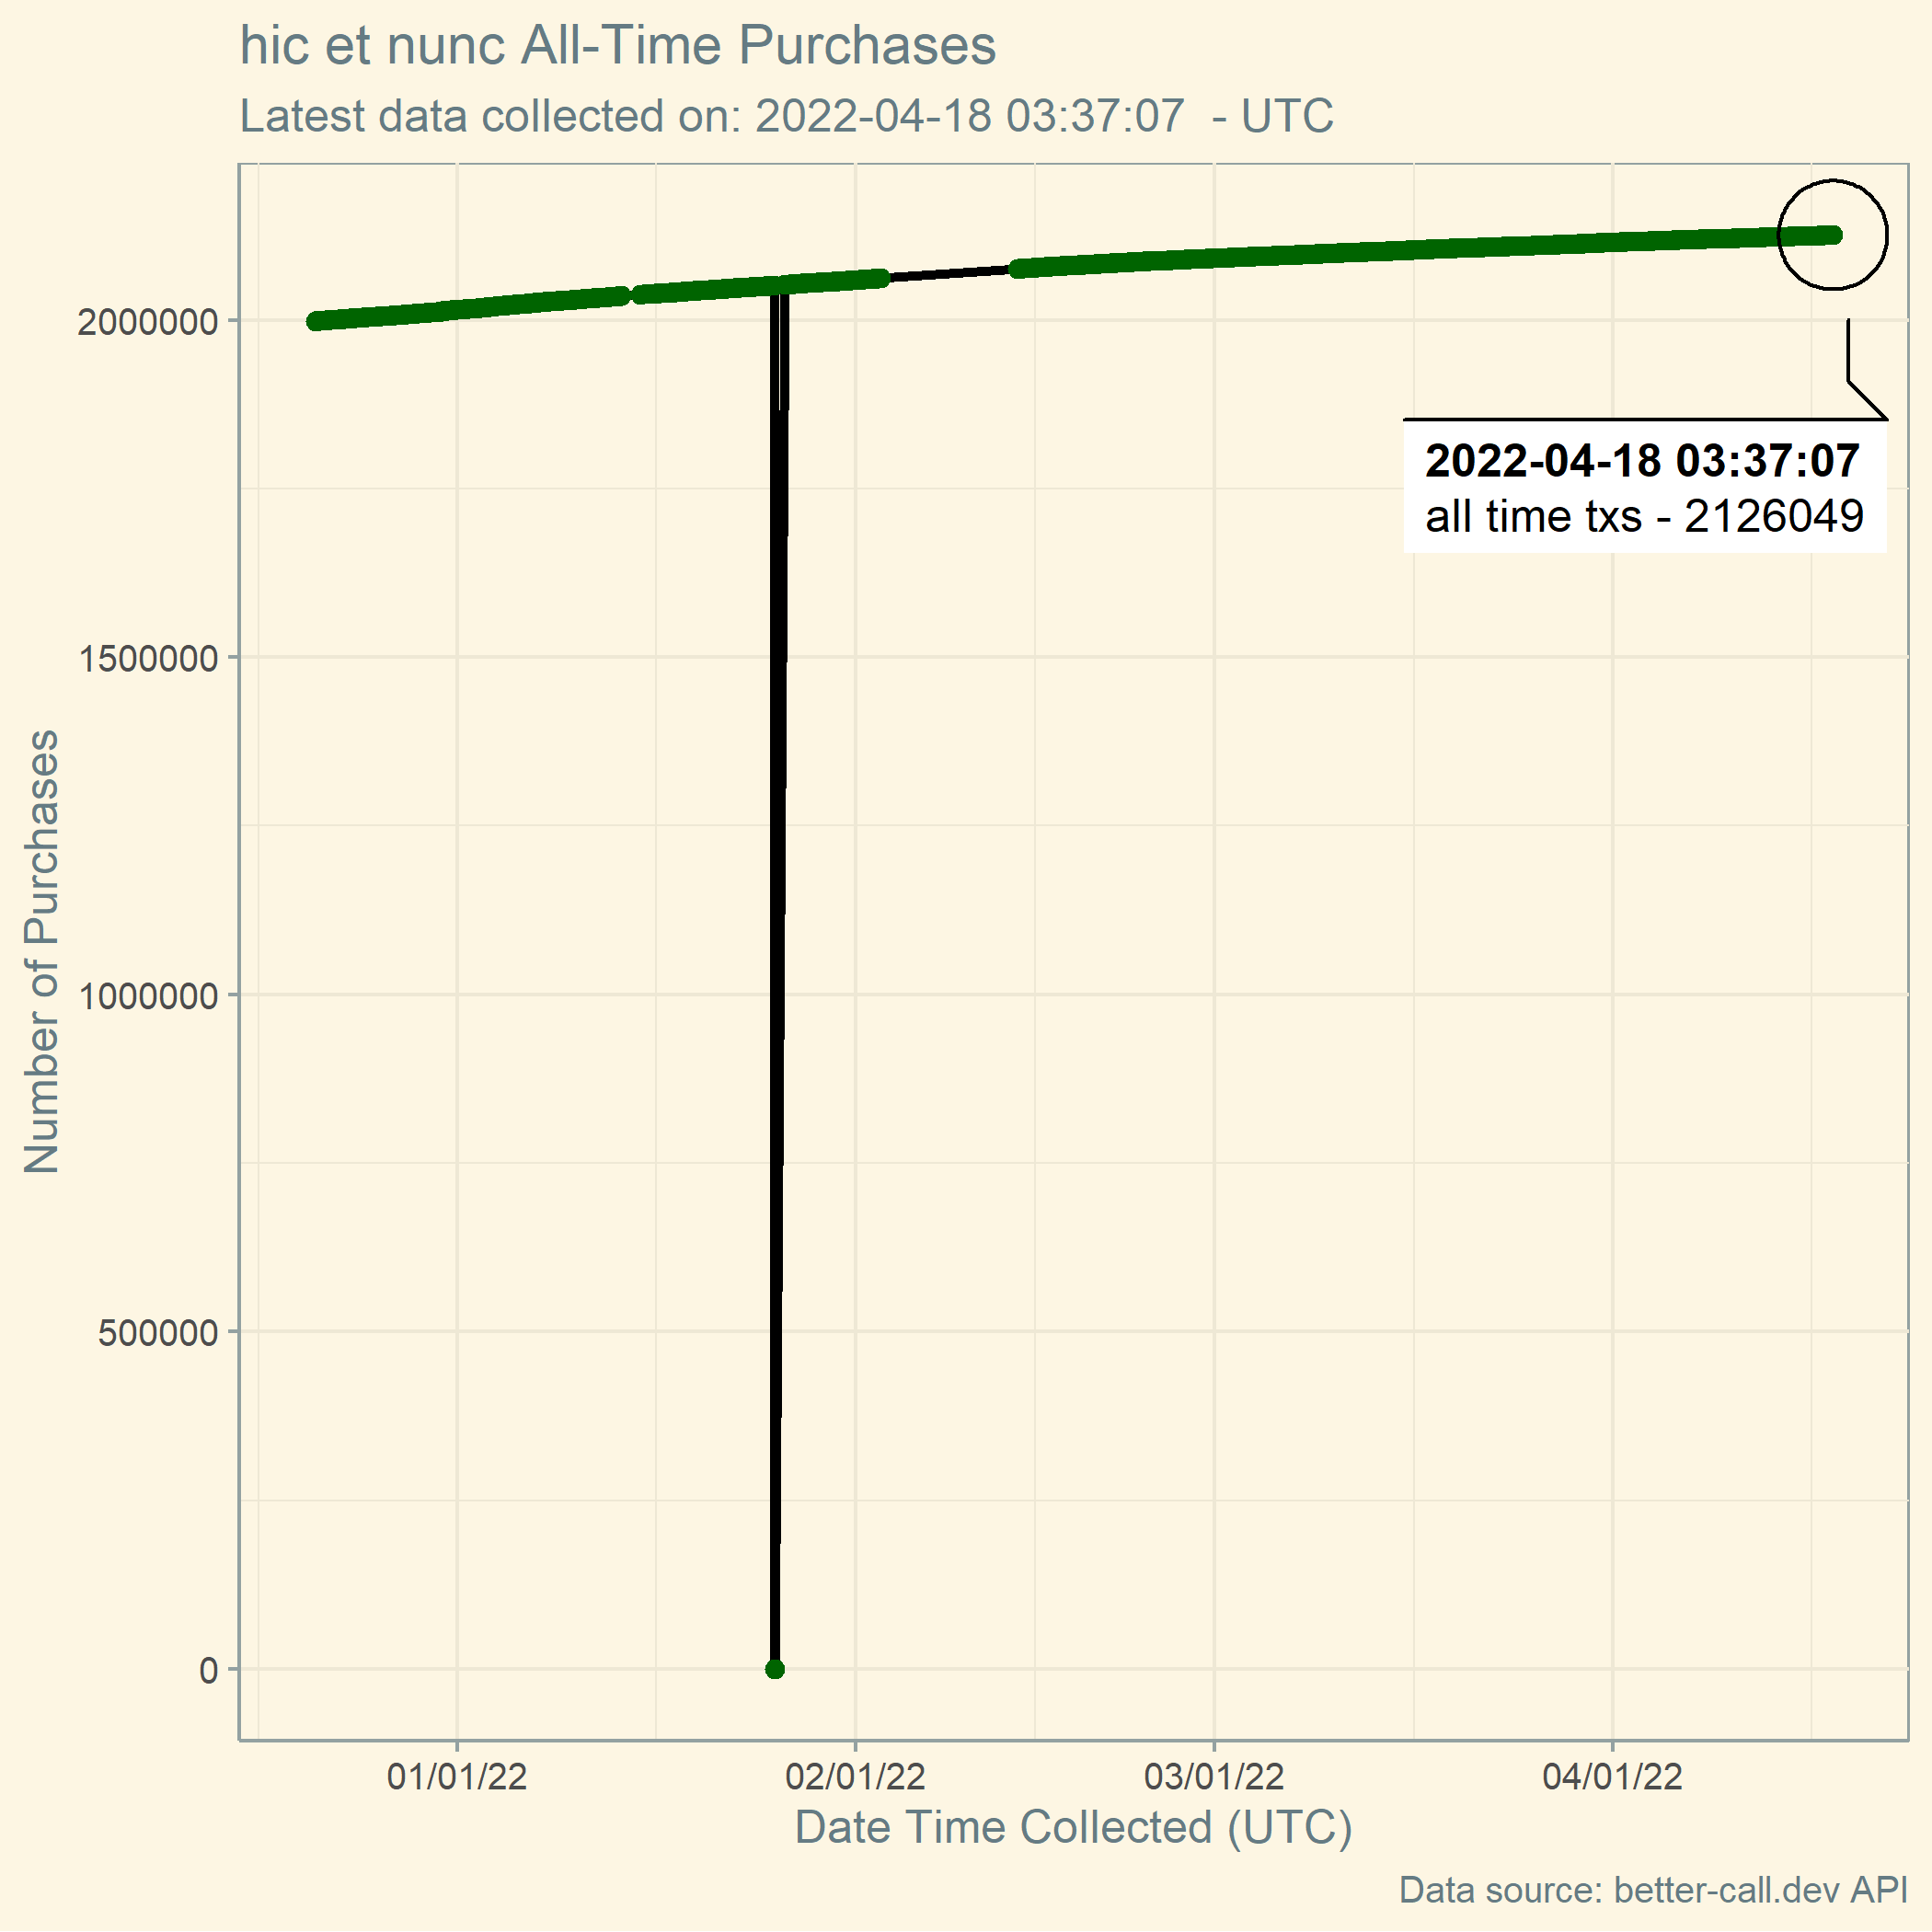 hic et nunc All-Time Purchases
Latest data collected on: 2022-04-18 03:37:07  - UTC
2022-04-18 03:37:07
all time txs - 2126049
Number of Purchases
2000000
1500000
1000000
500000
0
01/01/22
02/01/22
03/01/22
04/01/22
Date Time Collected (UTC)
Data source: better-call.dev API